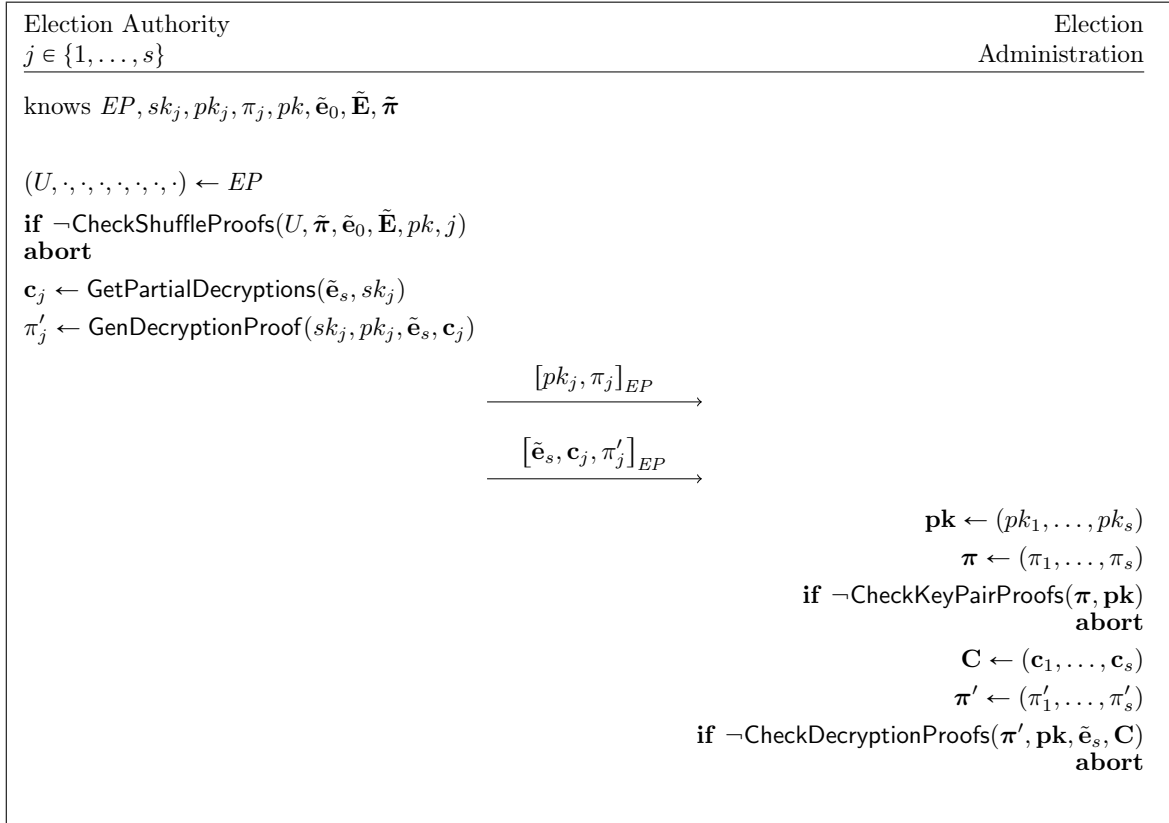 Election Authority
Election
j ∈ {1, . . . , s}
Administration
knows EP, sk_j, pk_j, π_j, pk, ẽ_0, Ẽ, π̃
(U, ·, ·, ·, ·, ·, ·, ·) ← EP
if ¬CheckShuffleProofs(U, π̃, ẽ_0, Ẽ, pk, j)
abort
c_j ← GetPartialDecryptions(ẽ_s, sk_j)
π′_j ← GenDecryptionProof(sk_j, pk_j, ẽ_s, c_j)
[pk_j, π_j]_EP
[ẽ_s, c_j, π′_j]_EP
pk ← (pk_1, . . . , pk_s)
π ← (π_1, . . . , π_s)
if ¬CheckKeyPairProofs(π, pk)
abort
C ← (c_1, . . . , c_s)
π′ ← (π′_1, . . . , π′_s)
if ¬CheckDecryptionProofs(π′, pk, ẽ_s, C)
abort